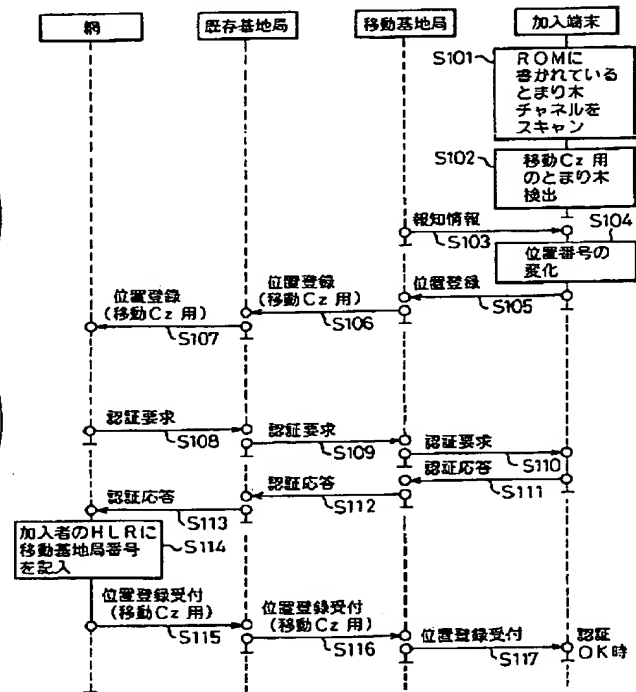 網
既存基地局
移動基地局
加入端末
S101
ROMに
書かれている
とまり木
チャネルを
スキャン
S102
移動Cz 用
のとまり木
検出
報知情報
S103
S104
位置番号の
変化
位置登録
(移動Cz 用)
位置登録
(移動Cz 用)
位置登録
S105
S106
S107
認証要求
S108
認証要求
S109
認証要求
S110
認証応答
S111
認証応答
S112
認証応答
S113
加入者のHLRに
移動基地局番号
を記入
S114
位置登録受付
(移動Cz 用)
S115
位置登録受付
(移動Cz 用)
S116
位置登録受付
S117
認証
OK時